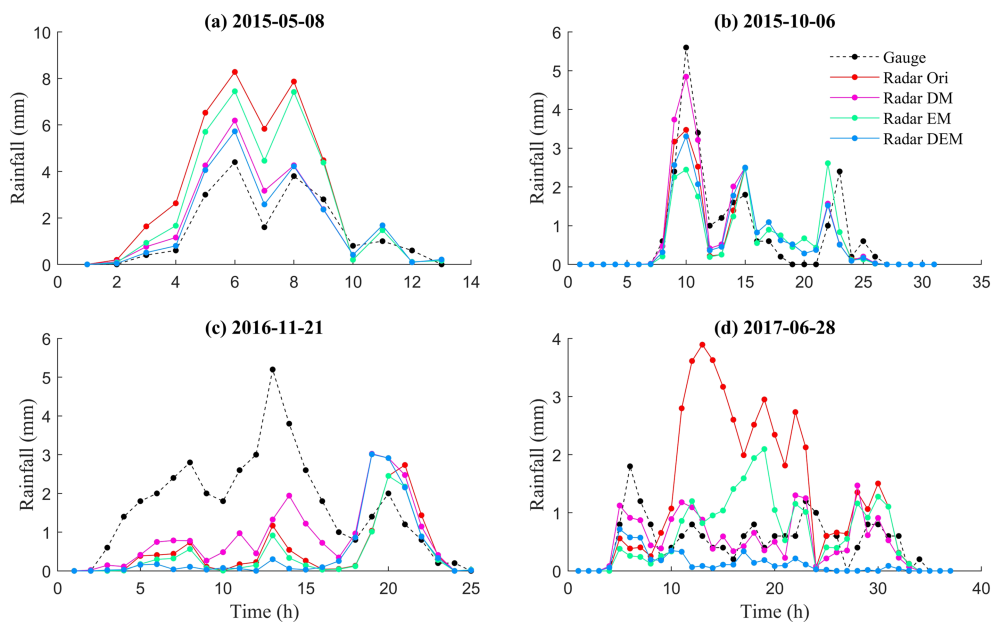 (a) 2015-05-08
Rainfall (mm)
10
8
6
4
2
0
0 2 4 6 8 10 12 14
(b) 2015-10-06
Rainfall (mm)
6
5
4
3
2
1
0
0 5 10 15 20 25 30 35
Gauge
Radar Ori
Radar DM
Radar EM
Radar DEM
(c) 2016-11-21
Rainfall (mm)
6
5
4
3
2
1
0
0 5 10 15 20 25
Time (h)
(d) 2017-06-28
Rainfall (mm)
4
3
2
1
0
0 10 20 30 40
Time (h)